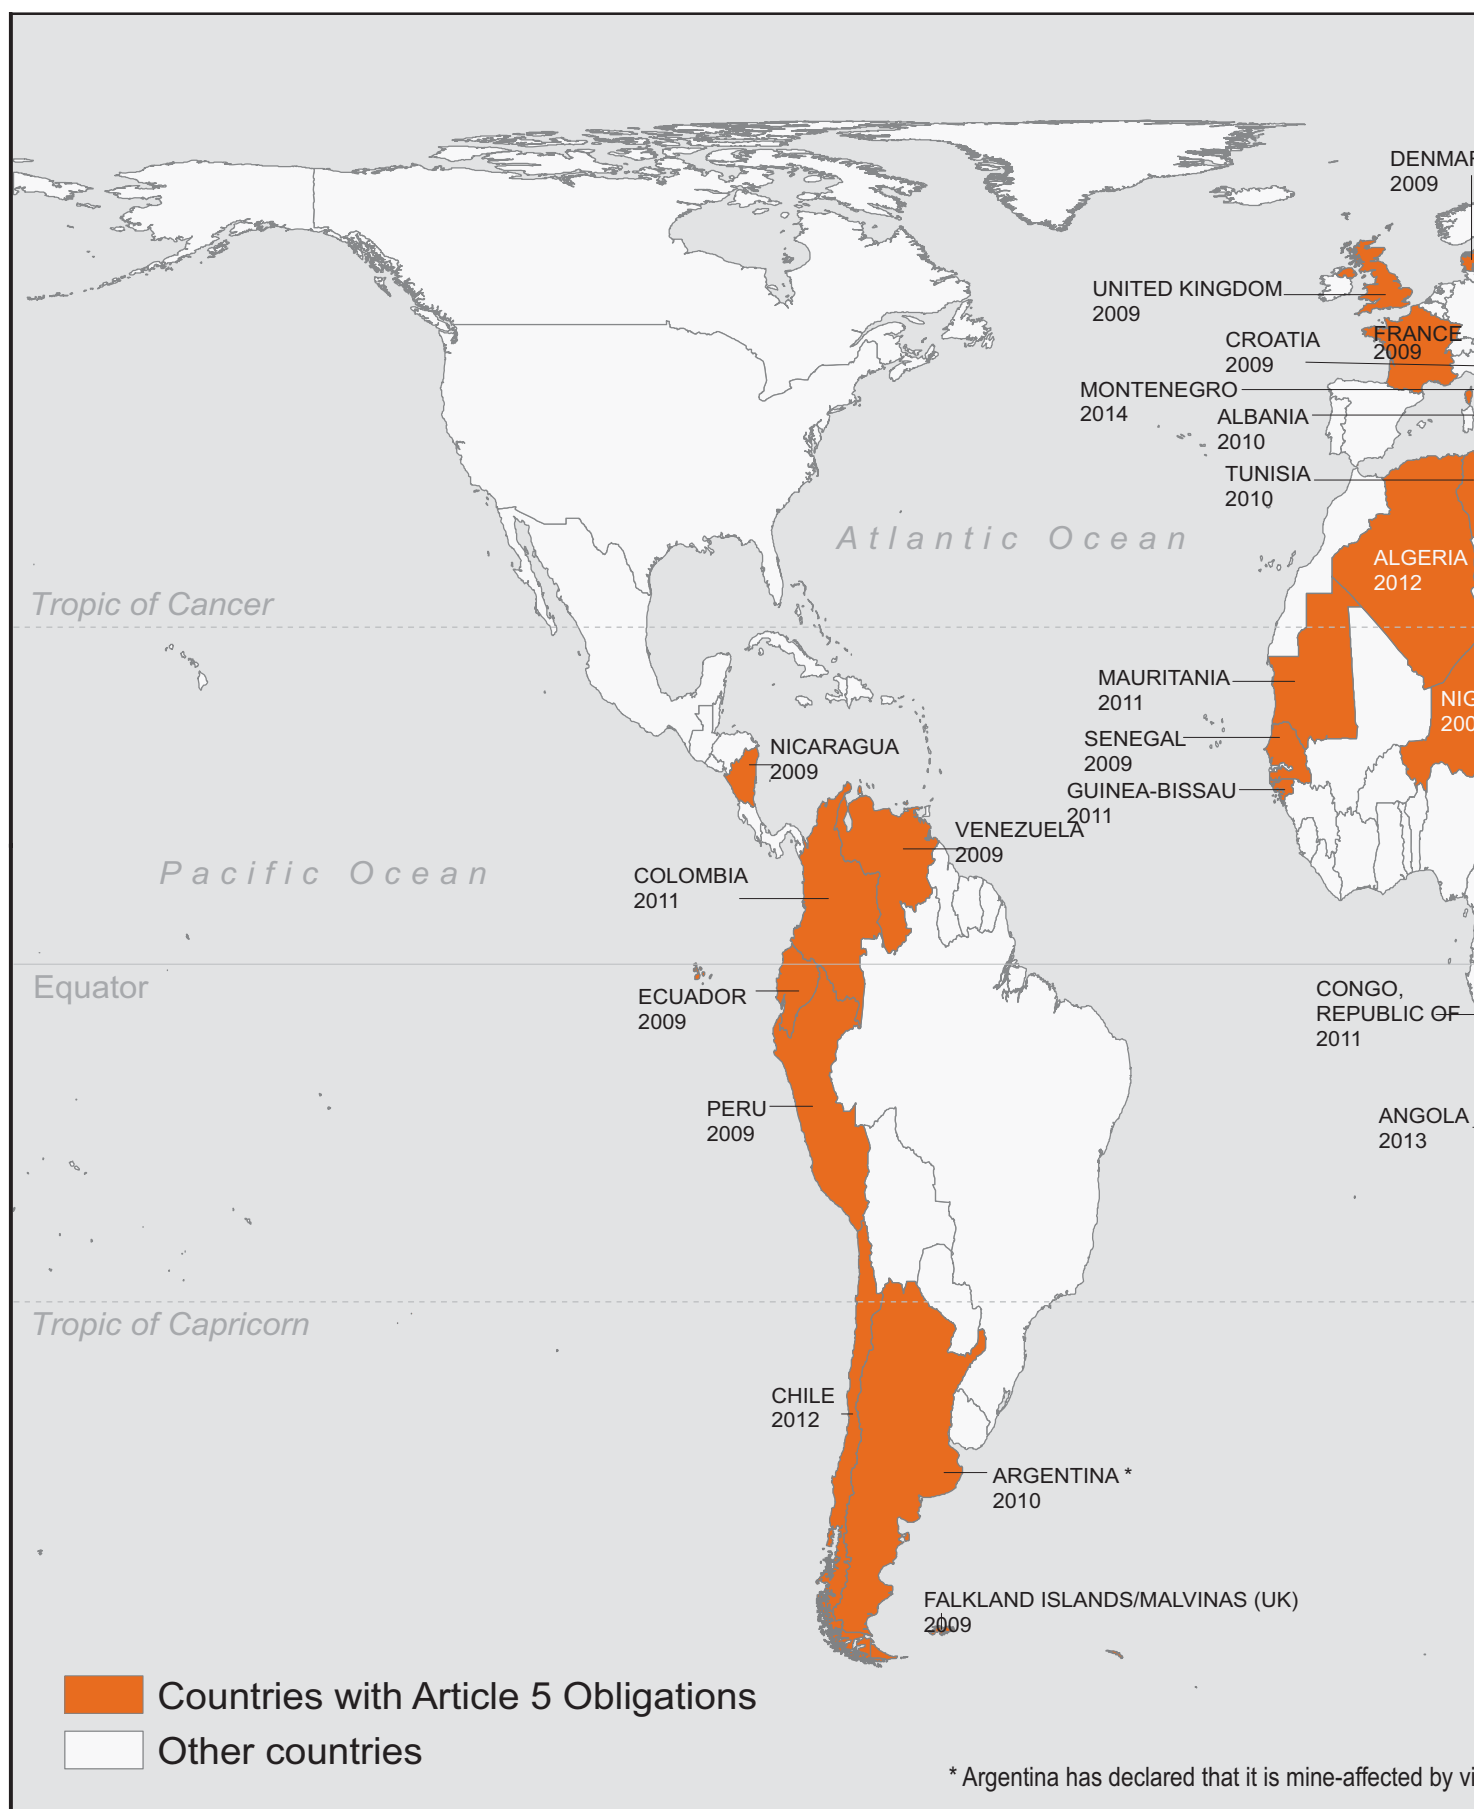 DENMAR
2009
UNITED KINGDOM
2009
CROATIA
2009
FRANCE
2009
MONTENEGRO
2014
ALBANIA
2010
TUNISIA
2010
Atlantic Ocean
ALGERIA
2012
Tropic of Cancer
MAURITANIA
2011
NIG
200
SENEGAL
2009
NICARAGUA
2009
GUINEA-BISSAU
2011
VENEZUELA
2009
Pacific Ocean
COLOMBIA
2011
Equator
ECUADOR
2009
CONGO,
REPUBLIC OF
2011
PERU
2009
ANGOLA
2013
Tropic of Capricorn
CHILE
2012
ARGENTINA *
2010
FALKLAND ISLANDS/MALVINAS (UK)
2009
Countries with Article 5 Obligations
Other countries
* Argentina has declared that it is mine-affected by vi